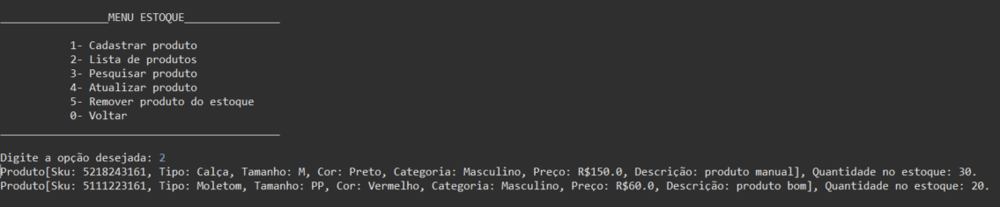 _________________MENU ESTOQUE_______________
1- Cadastrar produto
2- Lista de produtos
3- Pesquisar produto
4- Atualizar produto
5- Remover produto do estoque
0- Voltar
____________________________________________
Digite a opção desejada: 2
Produto[Sku: 5218243161, Tipo: Calça, Tamanho: M, Cor: Preto, Categoria: Masculino, Preço: R$150.0, Descrição: produto manual], Quantidade no estoque: 30.
Produto[Sku: 5111223161, Tipo: Moletom, Tamanho: PP, Cor: Vermelho, Categoria: Masculino, Preço: R$60.0, Descrição: produto bom], Quantidade no estoque: 20.